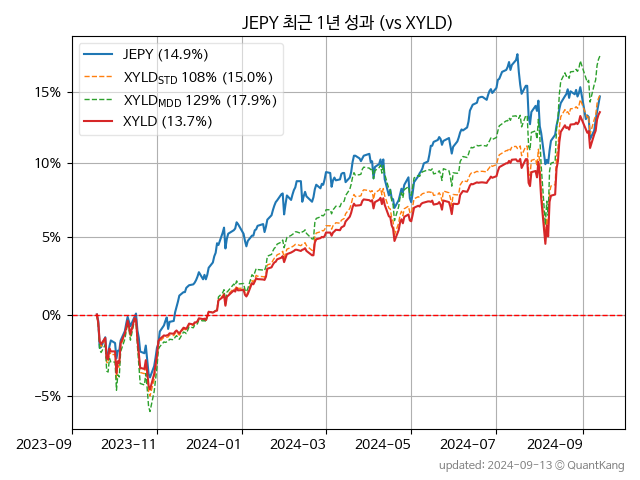 JEPY 최근 1년 성과 (vs XYLD)
JEPY (14.9%)
XYLD_STD 108% (15.0%)
XYLD_MDD 129% (17.9%)
XYLD (13.7%)
15%
10%
5%
0%
−5%
2023-09 2023-11 2024-01 2024-03 2024-05 2024-07 2024-09
updated: 2024-09-13 © QuantKang